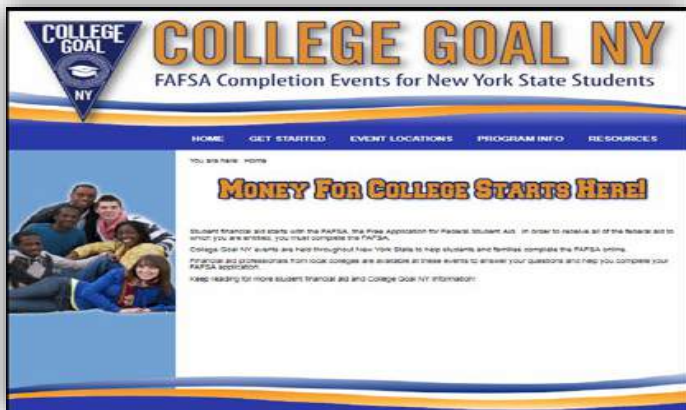 COLLEGE
GOAL
NY
COLLEGE GOAL NY
FAFSA Completion Events for New York State Students
HOME GET STARTED EVENT LOCATIONS PROGRAM INFO RESOURCES
You are here: Home
MONEY FOR COLLEGE STARTS HERE!
Student financial aid starts with the FAFSA, the Free Application for Federal Student Aid. In order to receive all of the federal aid to
which you are entitled, you must complete the FAFSA.
College Goal NY events are held throughout New York State to help students and families complete the FAFSA online.
Financial aid professionals from local colleges are available at these events to answer your questions and help you complete your
FAFSA application.
Keep reading for more student financial aid and College Goal NY information!